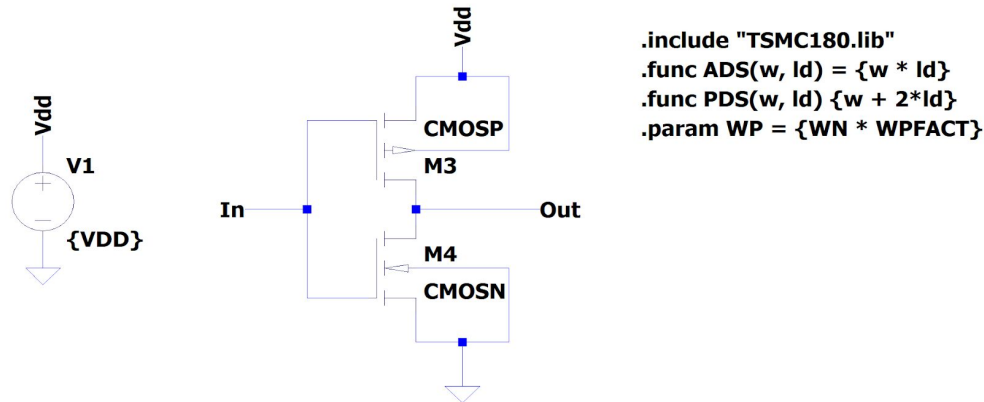 Vdd
V1
{VDD}
Vdd
CMOSP
M3
In
Out
M4
CMOSN
.include "TSMC180.lib"
.func ADS(w, ld) = {w * ld}
.func PDS(w, ld) {w + 2*ld}
.param WP = {WN * WPFACT}